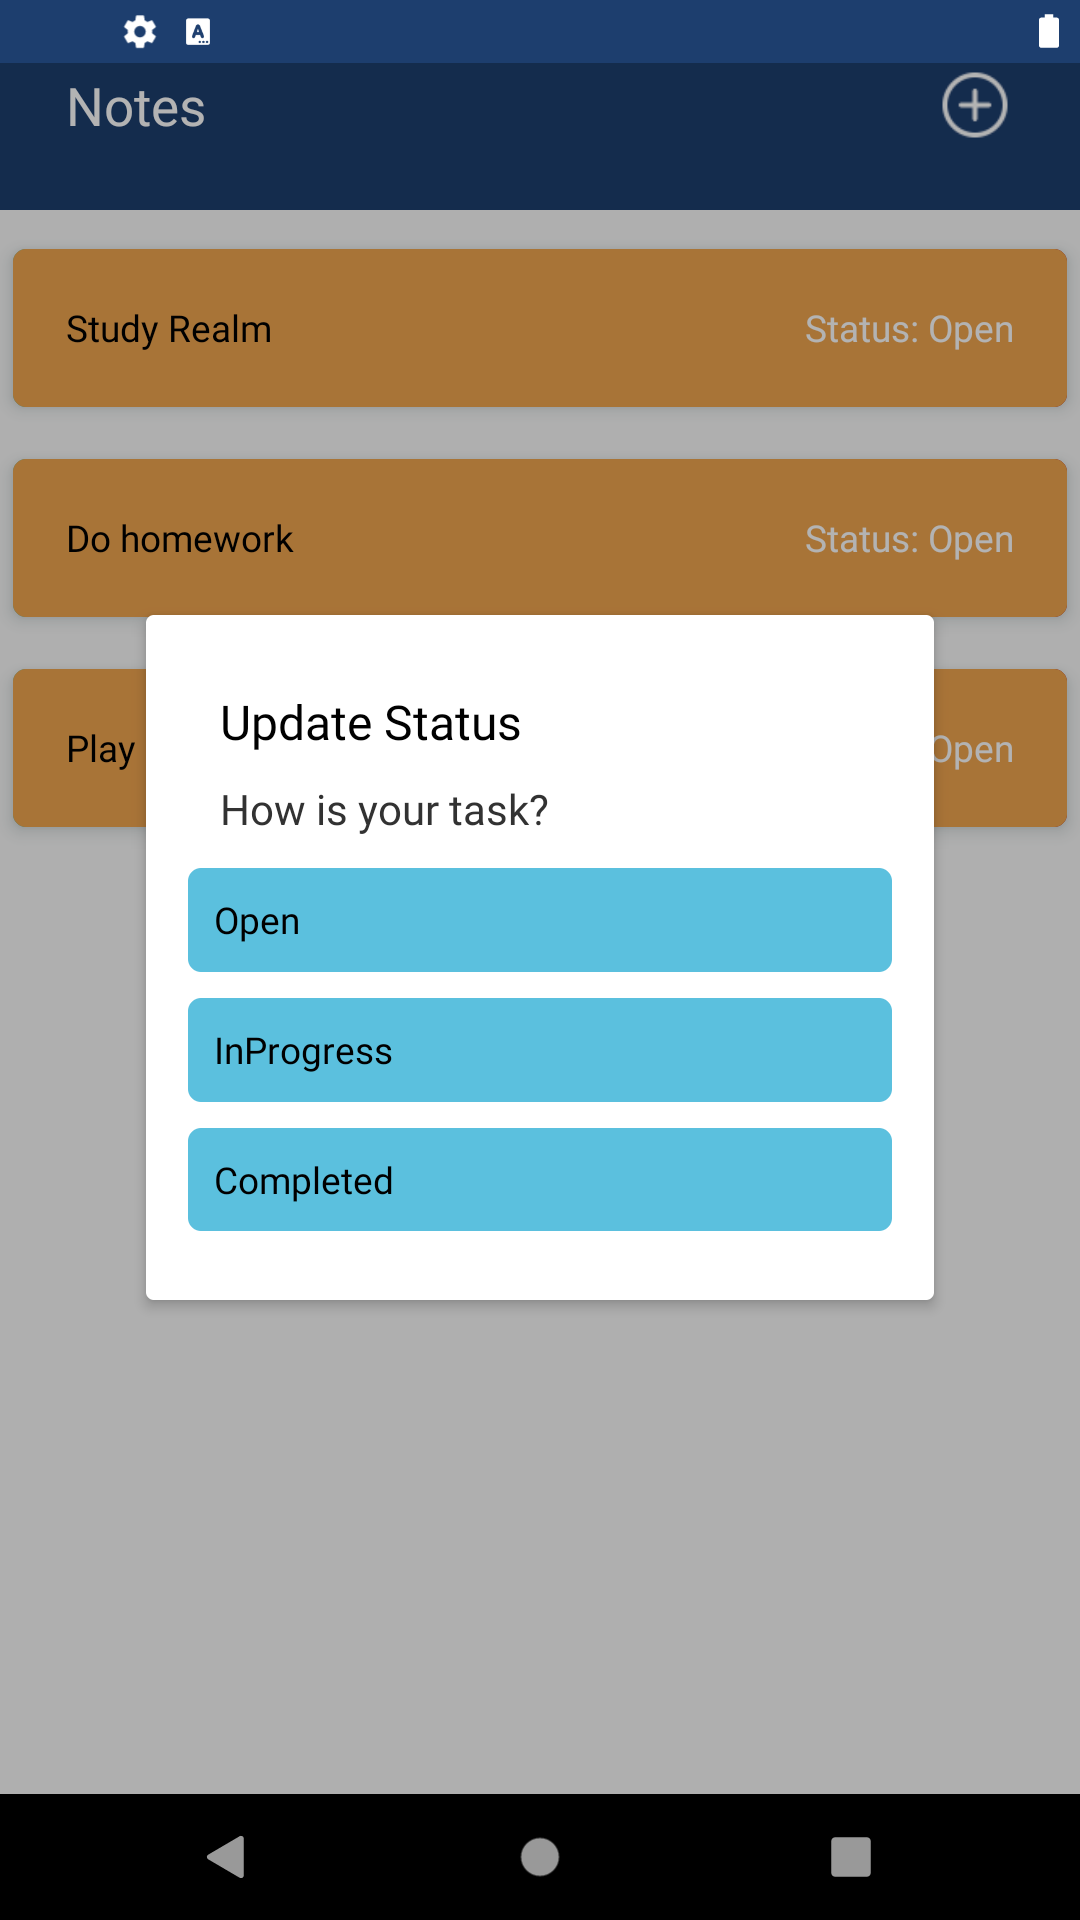 Notes
Study Realm Status: Open
Do homework Status: Open
Play Open
Update Status
How is your task?
Open
InProgress
Completed